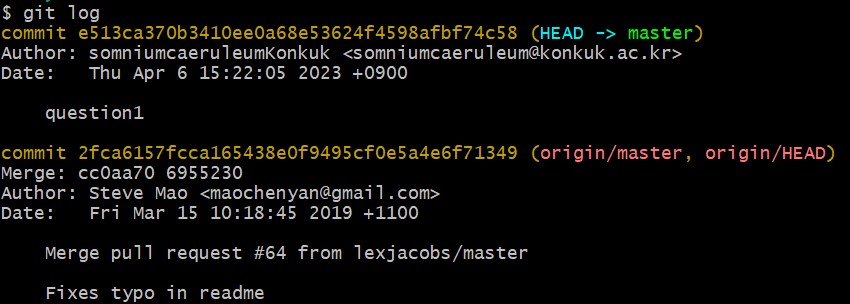 $ git log
commit e513ca370b3410ee0a68e53624f4598afbf74c58 (HEAD -> master)
Author: somniumcaeruleumKonkuk <somniumcaeruleum@konkuk.ac.kr>
Date:   Thu Apr 6 15:22:05 2023 +0900
question1
commit 2fca6157fcca165438e0f9495cf0e5a4e6f71349 (origin/master, origin/HEAD)
Merge: cc0aa70 6955230
Author: Steve Mao <maochenyan@gmail.com>
Date:   Fri Mar 15 10:18:45 2019 +1100
Merge pull request #64 from lexjacobs/master
Fixes typo in readme